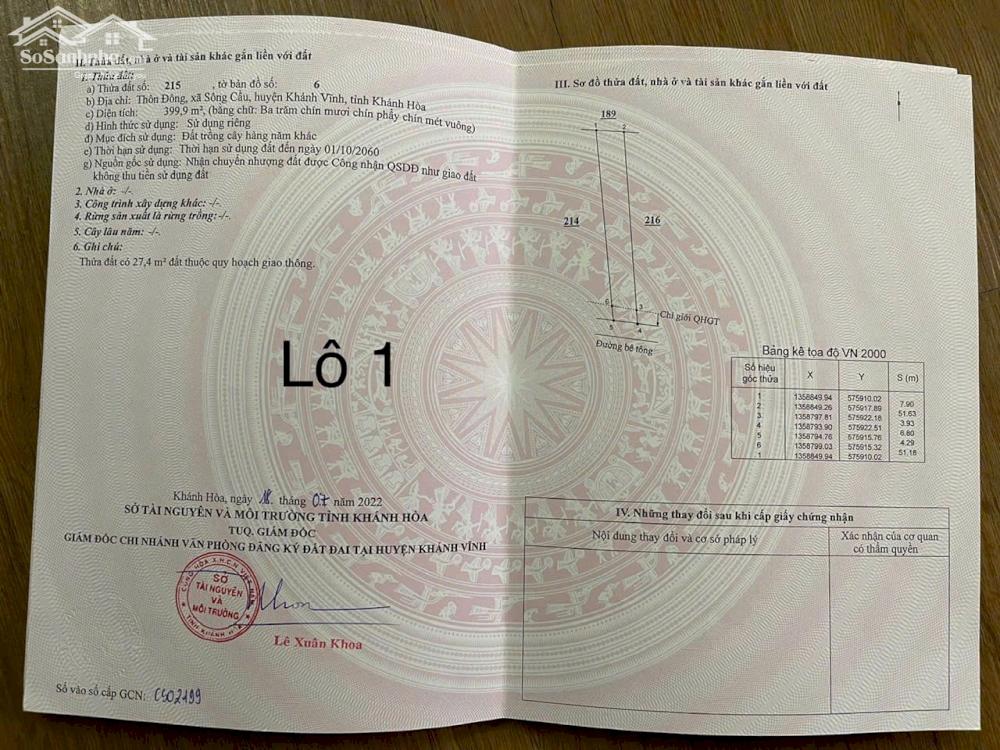 SoSanhnha
II. Thửa đất, nhà ở và tài sản khác gắn liền với đất
1. Thửa đất:
a) Thửa đất số: 215 , tờ bản đồ số: 6
b) Địa chỉ: Thôn Đông, xã Sông Cầu, huyện Khánh Vĩnh, tỉnh Khánh Hòa
c) Diện tích: 399,9 m², (bằng chữ: Ba trăm chín mươi chín phẩy chín mét vuông)
d) Hình thức sử dụng: Sử dụng riêng
đ) Mục đích sử dụng: Đất trồng cây hàng năm khác
e) Thời hạn sử dụng: Thời hạn sử dụng đất đến ngày 01/10/2060
g) Nguồn gốc sử dụng: Nhận chuyển nhượng đất được Công nhận QSDĐ như giao đất
không thu tiền sử dụng đất
2. Nhà ở: -/-.
3. Công trình xây dựng khác: -/-.
4. Rừng sản xuất là rừng trồng: -/-.
5. Cây lâu năm: -/-.
6. Ghi chú:
Thửa đất có 27,4 m² đất thuộc quy hoạch giao thông.
Lô 1
Khánh Hòa, ngày 18 tháng 07 năm 2022
SỞ TÀI NGUYÊN VÀ MÔI TRƯỜNG TỈNH KHÁNH HÒA
TUQ. GIÁM ĐỐC
GIÁM ĐỐC CHI NHÁNH VĂN PHÒNG ĐĂNG KÝ ĐẤT ĐAI TẠI HUYỆN KHÁNH VĨNH
SỞ
TÀI NGUYÊN
VÀ
MÔI TRƯỜNG
TỈNH KHÁNH HÒA
Lê Xuân Khoa
Số vào sổ cấp GCN: CS02199
III. Sơ đồ thửa đất, nhà ở và tài sản khác gắn liền với đất
189
2
214
216
6
3
Chỉ giới QHGT
5
4
Đường bê tông
Bảng kê tọa độ VN 2000
Số hiệu góc thửa X Y S (m)
1 1358849.94 575910.02
7.90
2 1358849.26 575917.89
51.63
3 1358797.81 575922.18
3.93
4 1358793.90 575922.51
6.80
5 1358794.76 575915.76
4.29
6 1358799.03 575915.32
51.18
1 1358849.94 575910.02
IV. Những thay đổi sau khi cấp giấy chứng nhận
Nội dung thay đổi và cơ sở pháp lý
Xác nhận của cơ quan
có thẩm quyền